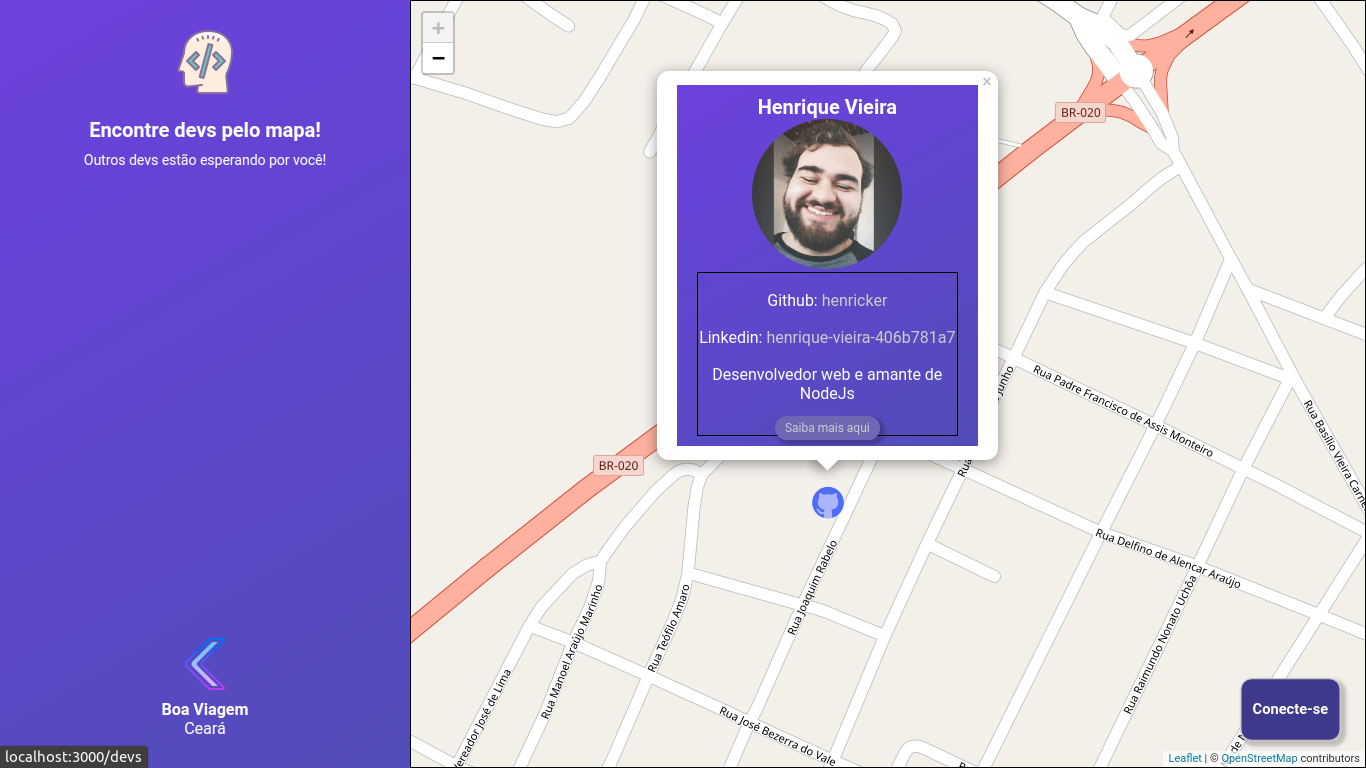 Encontre devs pelo mapa!
Outros devs estão esperando por você!
Boa Viagem
Ceará
localhost:3000/devs
+
−
Henrique Vieira
×
Github: henricker
Linkedin: henrique-vieira-406b781a7
Desenvolvedor web e amante de
NodeJs
Saiba mais aqui
BR-020
BR-020
Rua Padre Francisco de Assis Monteiro
Rua Delfino de Alencar Araújo
Rua Joaquim Rabelo
Rua Teófilo Amaro
Rua Manoel Araújo Marinho
Vereador José de Lima
Rua José Bezerra do Vale
Rua Raimundo Nonato Uchôa
Rua Basílio Vieira
Rua
junho
Conecte-se
Leaflet | © OpenStreetMap contributors